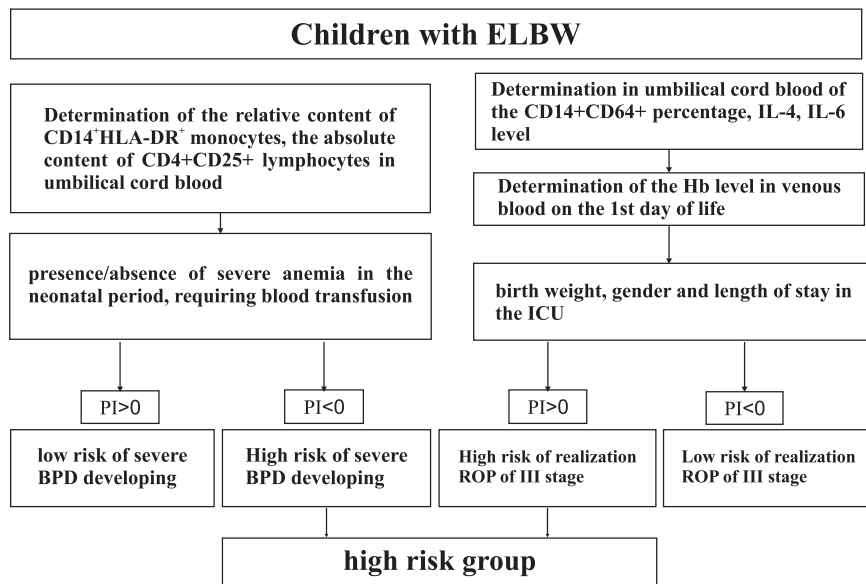 Children with ELBW
Determination of the relative content of
CD14⁺HLA-DR⁺ monocytes, the absolute
content of CD4+CD25+ lymphocytes in
umbilical cord blood
presence/absence of severe anemia in the
neonatal period, requiring blood transfusion
PI>0
PI<0
low risk of severe
BPD developing
High risk of severe
BPD developing
Determination in umbilical cord blood of
the CD14+CD64+ percentage, IL-4, IL-6
level
Determination of the Hb level in venous
blood on the 1st day of life
birth weight, gender and length of stay in
the ICU
PI>0
PI<0
High risk of realization
ROP of III stage
Low risk of realization
ROP of III stage
high risk group